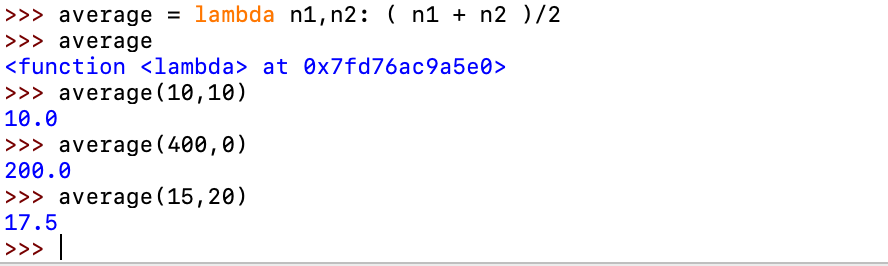 >>> average = lambda n1,n2: ( n1 + n2 )/2
>>> average
<function <lambda> at 0x7fd76ac9a5e0>
>>> average(10,10)
10.0
>>> average(400,0)
200.0
>>> average(15,20)
17.5
>>>